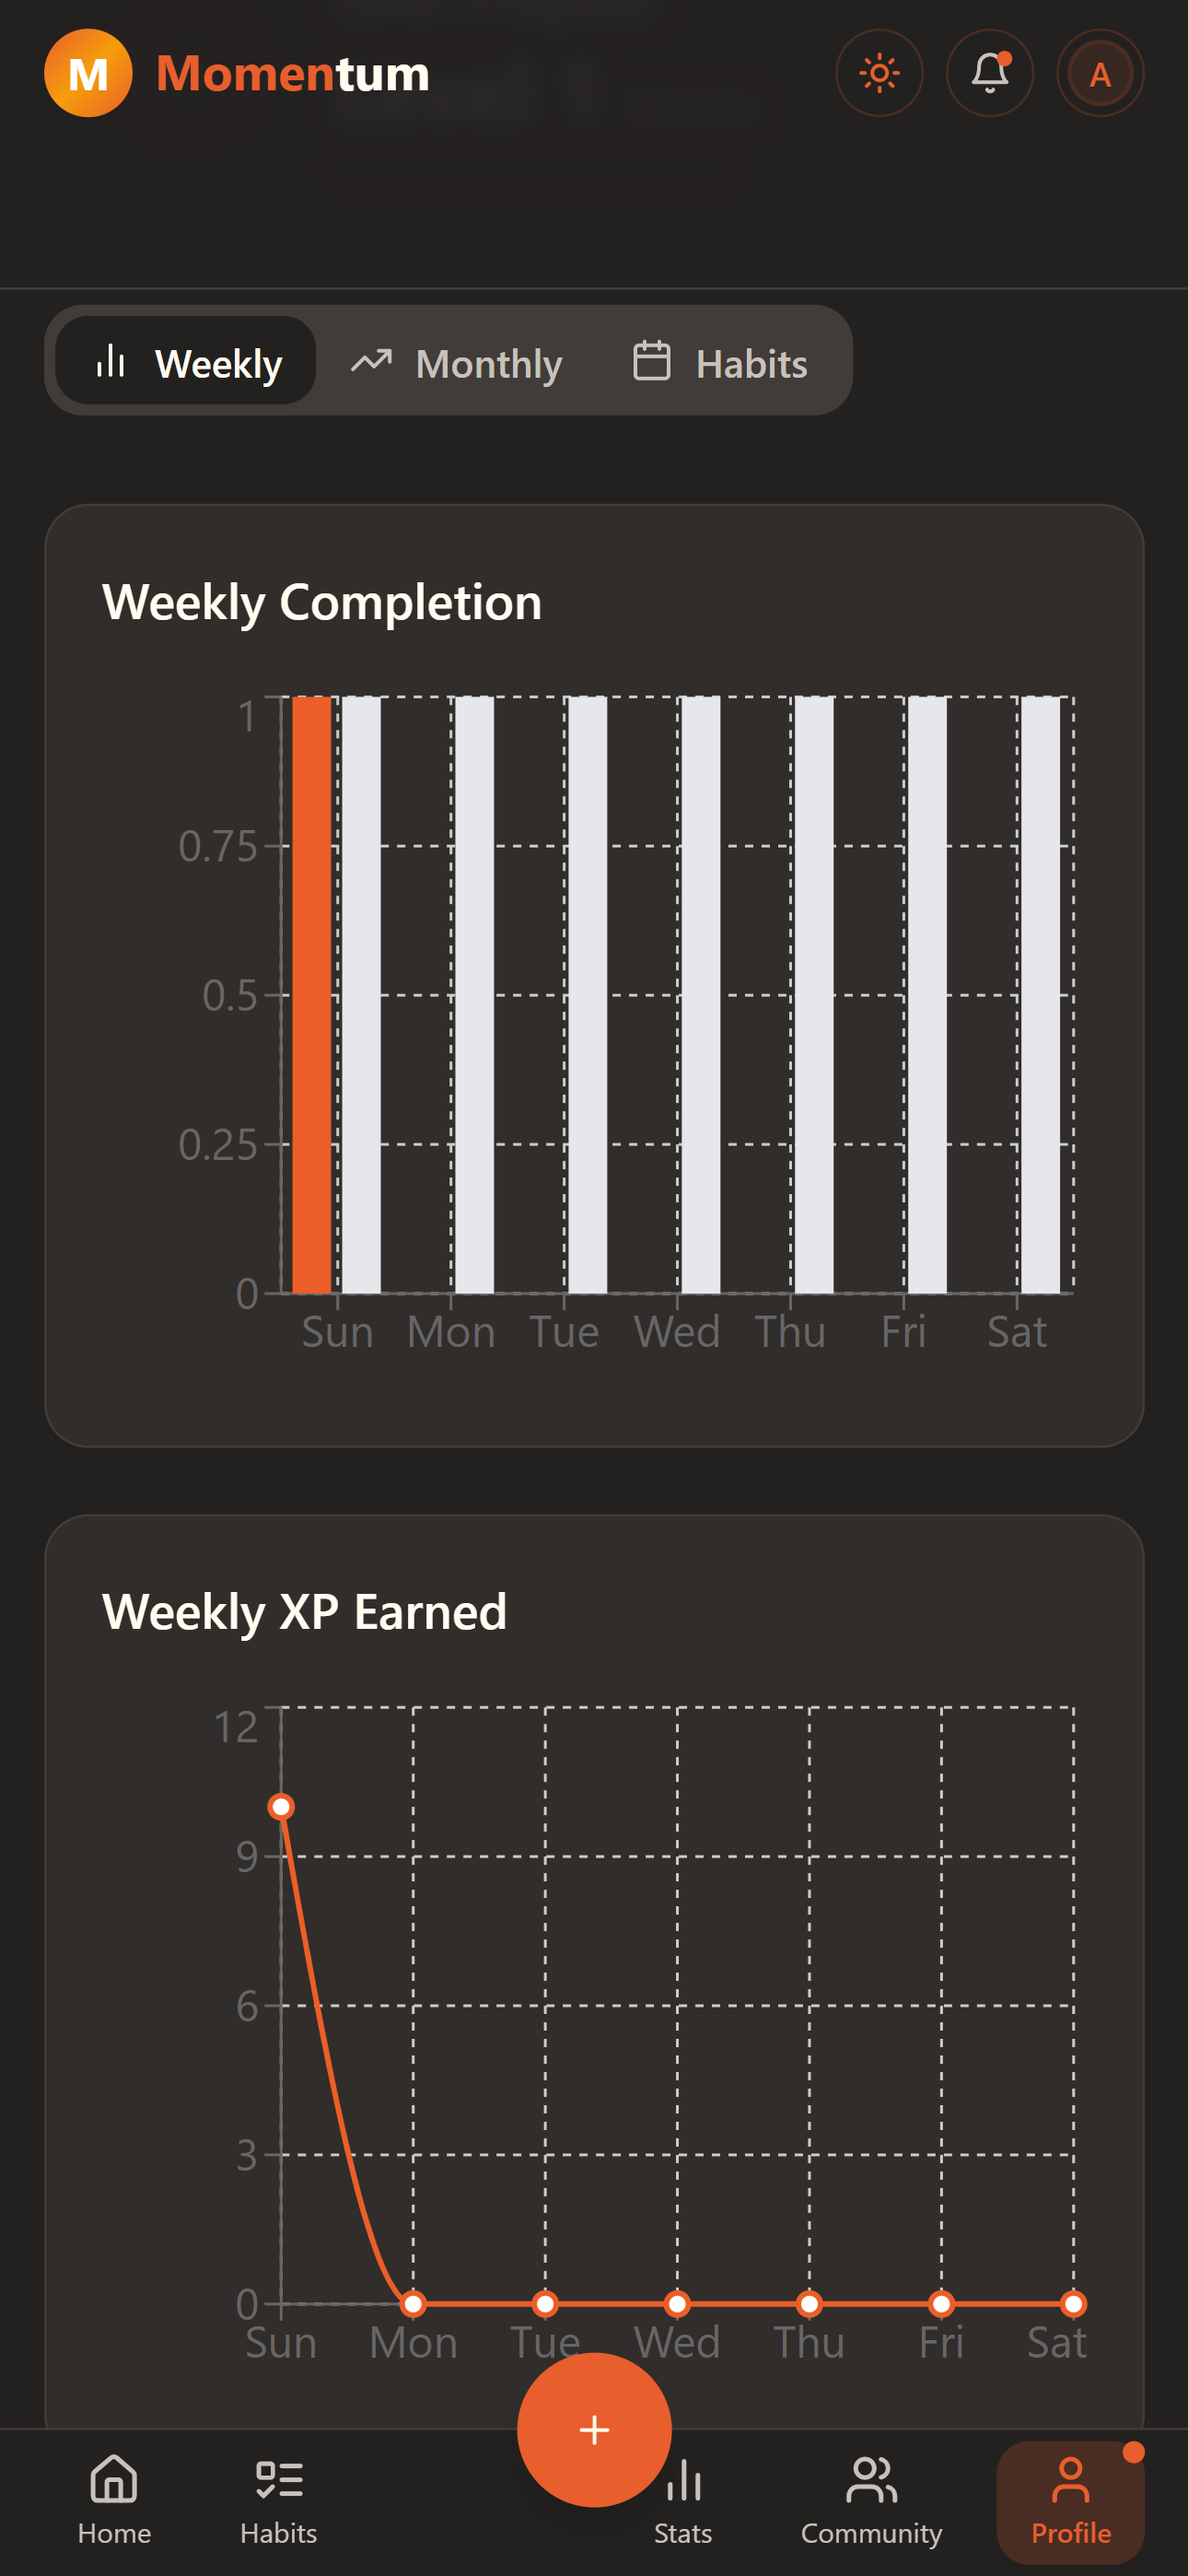 M Momentum A
Weekly Monthly Habits
Weekly Completion
1
0.75
0.5
0.25
0
Sun Mon Tue Wed Thu Fri Sat
Weekly XP Earned
12
9
6
3
0
Sun Mon Tue Wed Thu Fri Sat
+
Home Habits Stats Community Profile